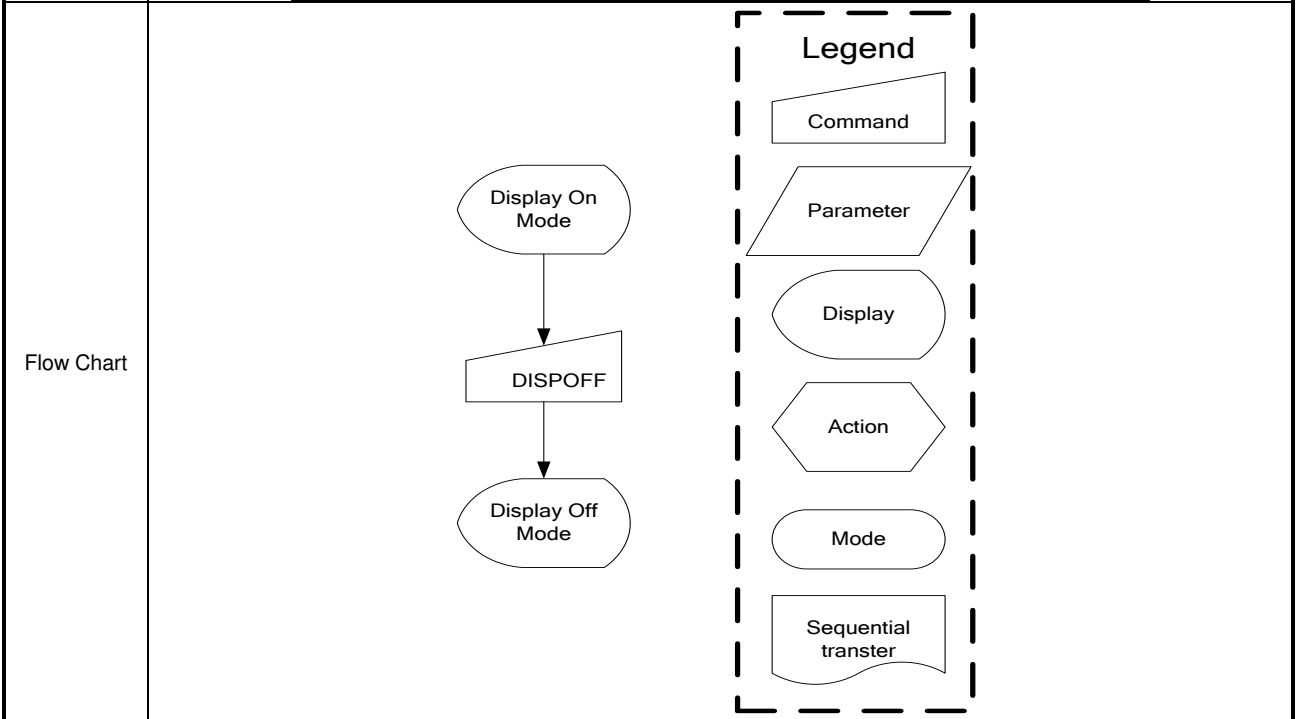 Flow Chart
Display On
Mode
DISPOFF
Display Off
Mode
Legend
Command
Parameter
Display
Action
Mode
Sequential
transter